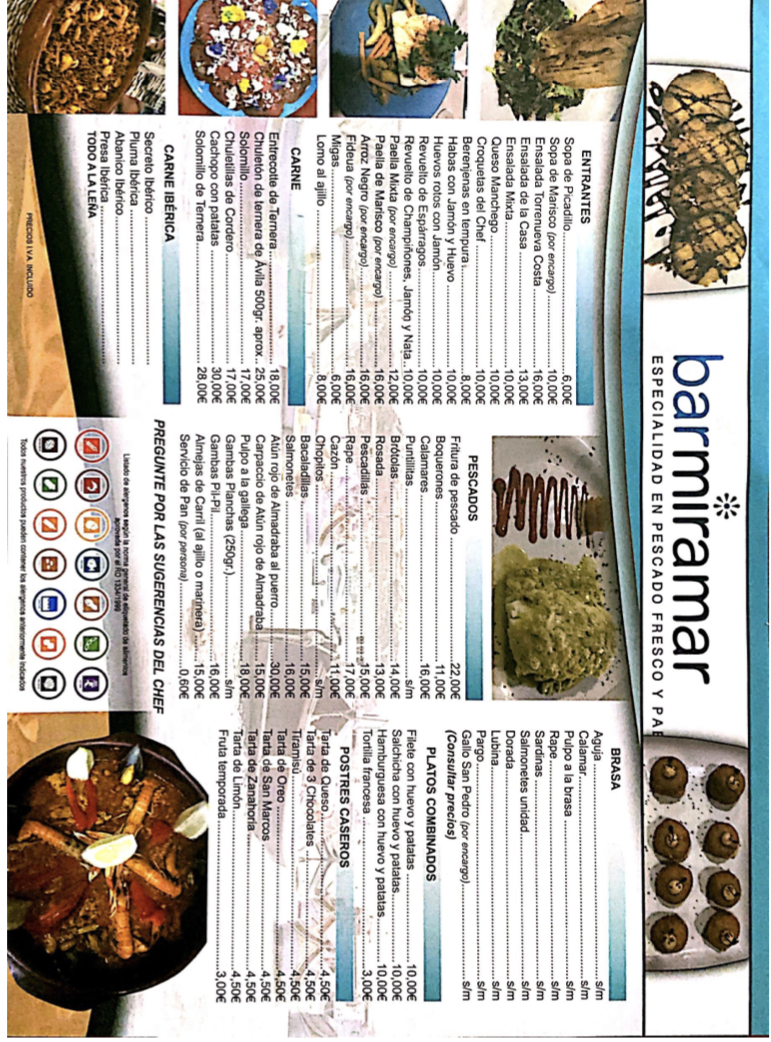 barmiramar
ESPECIALIDAD EN PESCADO FRESCO Y PAE
ENTRANTES
Sopa de Picadillo 6,00€
Sopa de Marisco (por encargo) 10,00€
Ensalada Torrenueva Costa 16,00€
Ensalada de la Casa 13,00€
Ensalada Mixta 10,00€
Queso Manchego 10,00€
Croquetas del Chef 10,00€
Berenjenas en tempura 8,00€
Habas con Jamón y Huevo 10,00€
Huevos rotos con Jamón 10,00€
Revuelto de Espárragos 10,00€
Revuelto de Champiñones, Jamóg y Nata 10,00€
Paella Mixta (por encargo) 12,00€
Paella de Marisco (por encargo) 16,00€
Arroz Negro (por encargo) 16,00€
Fideua (por encargo) 16,00€
Migas 6,00€
Lomo al ajillo 8,00€
CARNE
Entrecotte de Ternera 18,00€
Chuletón de ternera de Ávila 500gr. aprox. 25,00€
Solomillo 17,00€
Chuletillas de Cordero 17,00€
Cachopo con patatas 30,00€
Solomillo de Ternera 28,00€
CARNE IBÉRICA
Secreto Ibérico
Pluma Ibérica
Abanico Ibérico
Presa Ibérica
TODO A LA LEÑA
PRECIOS I.V.A. INCLUIDO
PESCADOS
Fritura de pescado 22,00€
Boquerones 11,00€
Calamares 16,00€
Puntillitas s/m
Brótolas 14,00€
Rosada 13,00€
Pescadillas 15,00€
Rape 17,00€
Cazón 11,00€
Chopitos s/m
Bacaladillas 15,00€
Salmonetes 16,00€
Atún rojo de Almadraba al puerro 30,00€
Carpaccio de Atún rojo de Almadraba 15,00€
Pulpo a la gallega 18,00€
Gambas Planchas (250gr.) s/m
Gambas Pil-Pil 16,00€
Almejas de Carril (al ajillo o marinera) 15,00€
Servicio de Pan (por persona) 0,60€
PREGUNTE POR LAS SUGERENCIAS DEL CHEF
Listado de alérgenos según la norma general de etiquetado de alimentos
aprobada por el RD 1334/1999
Todos nuestros productos pueden contener los alérgenos anteriormente indicados
BRASA
Aguja s/m
Calamar s/m
Pulpo a la brasa s/m
Rape s/m
Sardinas s/m
Salmonetes unidad s/m
Dorada s/m
Lubina s/m
Pargo s/m
Gallo San Pedro (por encargo) s/m
(Consultar precios)
PLATOS COMBINADOS
Filete con huevo y patatas 10,00€
Salchicha con huevo y patatas 10,00€
Hamburguesa con huevo y patatas 10,00€
Tortilla francesa 3,00€
POSTRES CASEROS
Tarta de Queso 4,50€
Tarta de 3 Chocolates 4,50€
Tiramisú 4,50€
Tarta de Oreo 4,50€
Tarta de San Marcos 4,50€
Tarta de Zanahoria 4,50€
Tarta de Limón 4,50€
Fruta temporada 3,00€